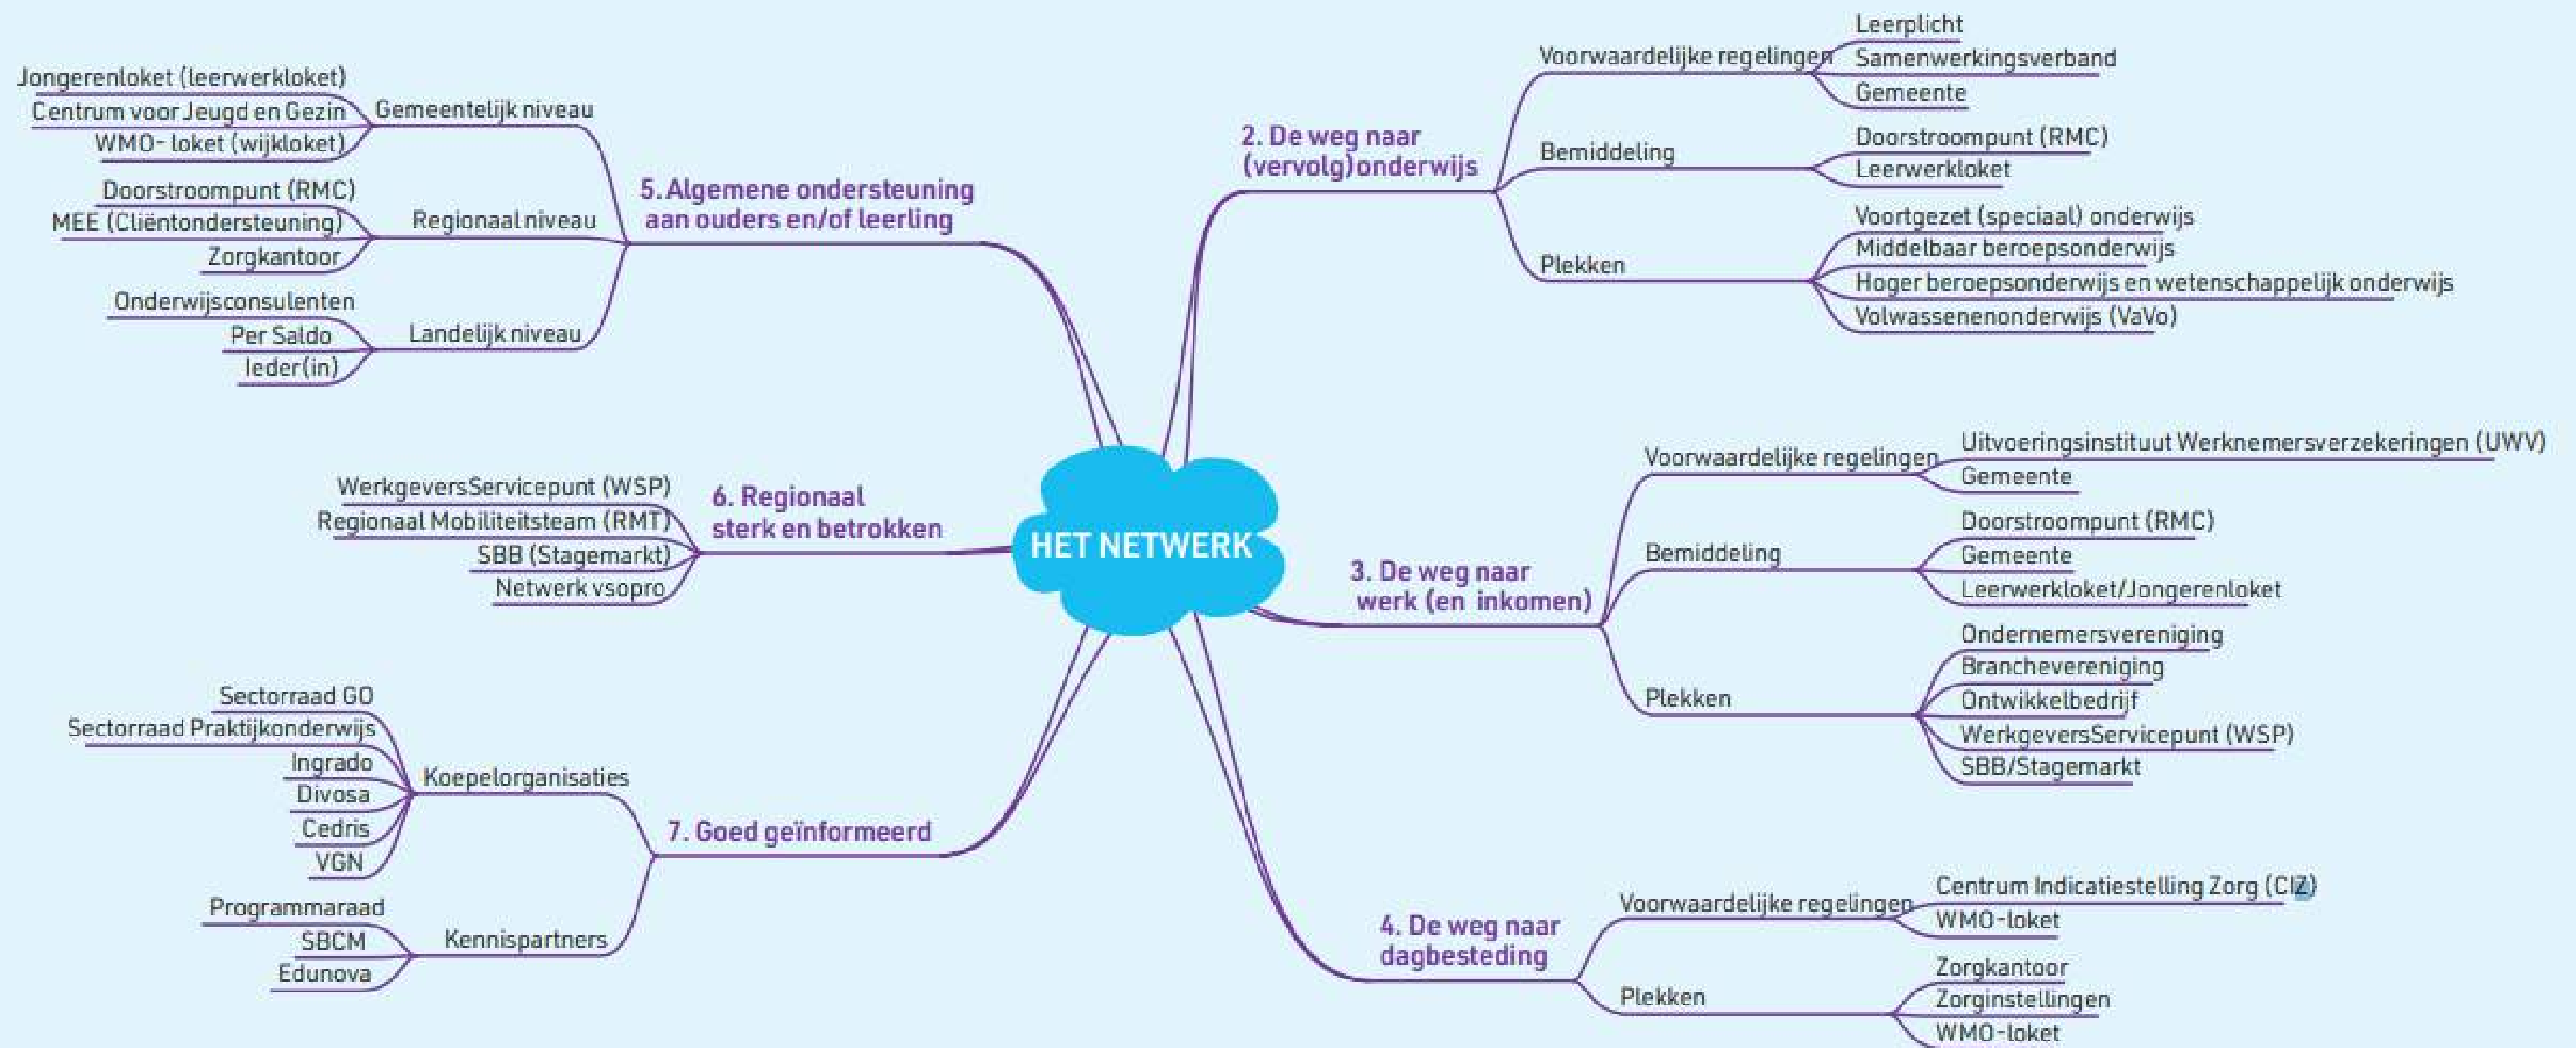 HET NETWERK
2. De weg naar
(vervolg)onderwijs
Voorwaardelijke regelingen
Leerplicht
Samenwerkingsverband
Gemeente
Bemiddeling
Doorstroompunt (RMC)
Leerwerkloket
Plekken
Voortgezet (speciaal) onderwijs
Middelbaar beroepsonderwijs
Hoger beroepsonderwijs en wetenschappelijk onderwijs
Volwassenenonderwijs (VaVo)
3. De weg naar
werk (en inkomen)
Voorwaardelijke regelingen
Uitvoeringsinstituut Werknemersverzekeringen (UWV)
Gemeente
Bemiddeling
Doorstroompunt (RMC)
Gemeente
Leerwerkloket/Jongerenloket
Plekken
Ondernemersvereniging
Branchevereniging
Ontwikkelbedrijf
WerkgeversServicepunt (WSP)
SBB/Stagemarkt
4. De weg naar
dagbesteding
Voorwaardelijke regelingen
Centrum Indicatiestelling Zorg (CIZ)
WMO-loket
Plekken
Zorgkantoor
Zorginstellingen
WMO-loket
5. Algemene ondersteuning
aan ouders en/of leerling
Gemeentelijk niveau
Jongerenloket (leerwerkloket)
Centrum voor Jeugd en Gezin
WMO- loket (wijkloket)
Regionaal niveau
Doorstroompunt (RMC)
MEE (Cliëntondersteuning)
Zorgkantoor
Landelijk niveau
Onderwijsconsulenten
Per Saldo
Ieder(in)
6. Regionaal
sterk en betrokken
WerkgeversServicepunt (WSP)
Regionaal Mobiliteitsteam (RMT)
SBB (Stagemarkt)
Netwerk vsopro
7. Goed geïnformeerd
Koepelorganisaties
Sectorraad GO
Sectorraad Praktijkonderwijs
Ingrado
Divosa
Cedris
VGN
Kennispartners
Programmaraad
SBCM
Edunova